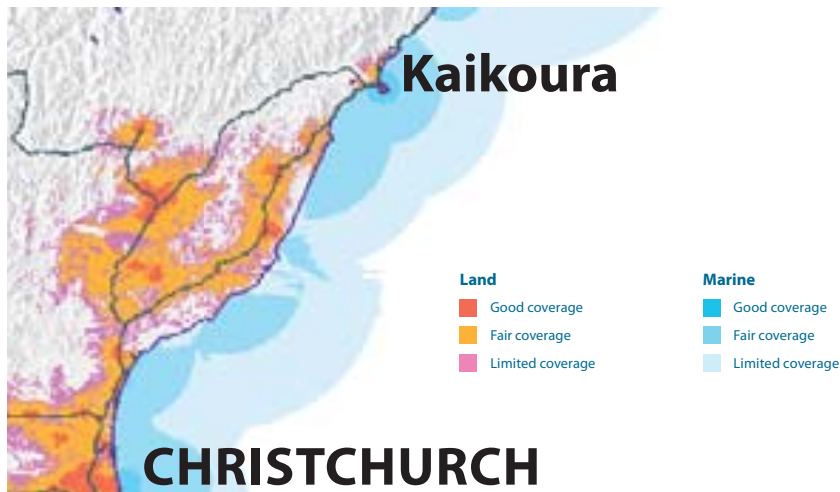 Kaikoura
Land
Good coverage
Fair coverage
Limited coverage
Marine
Good coverage
Fair coverage
Limited coverage
CHRISTCHURCH